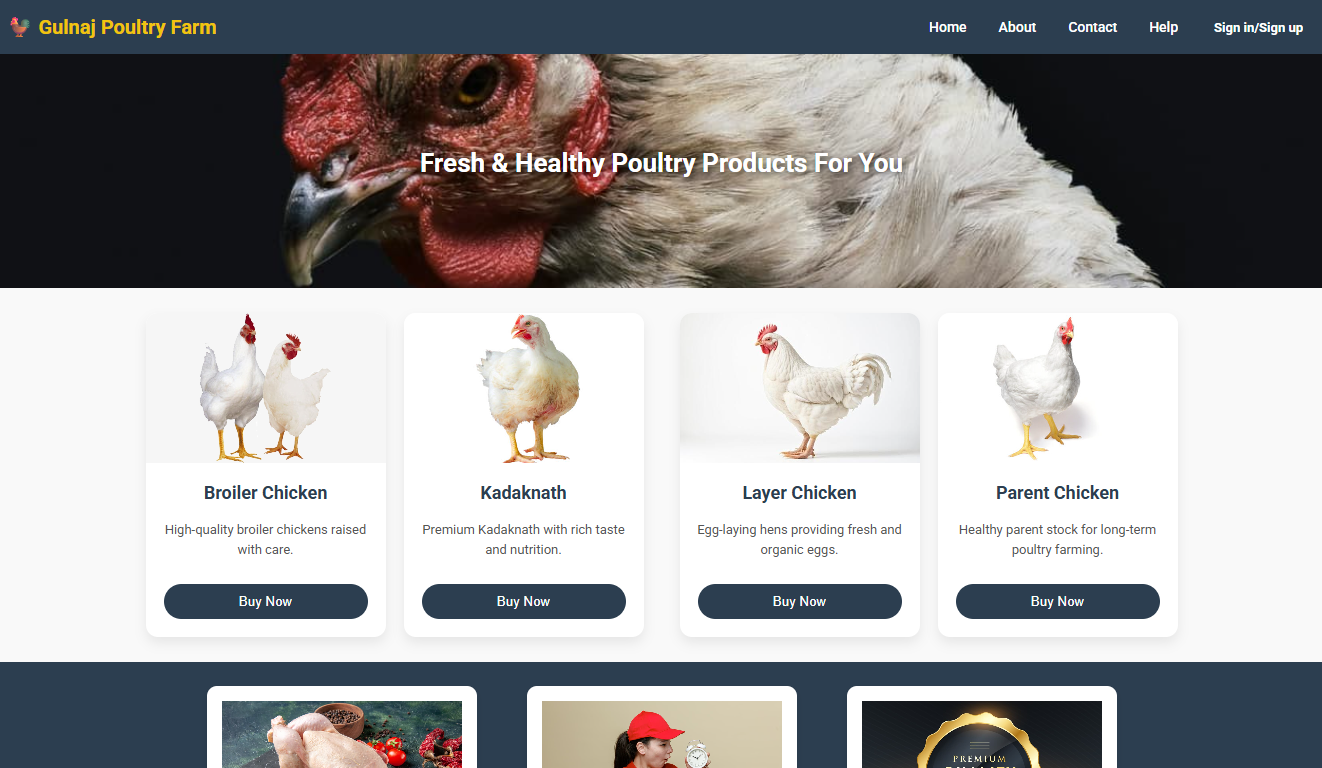 Gulnaj Poultry Farm
Home About Contact Help Sign in/Sign up
Fresh & Healthy Poultry Products For You
Broiler Chicken
High-quality broiler chickens raised
with care.
Buy Now
Kadaknath
Premium Kadaknath with rich taste
and nutrition.
Buy Now
Layer Chicken
Egg-laying hens providing fresh and
organic eggs.
Buy Now
Parent Chicken
Healthy parent stock for long-term
poultry farming.
Buy Now
PREMIUM